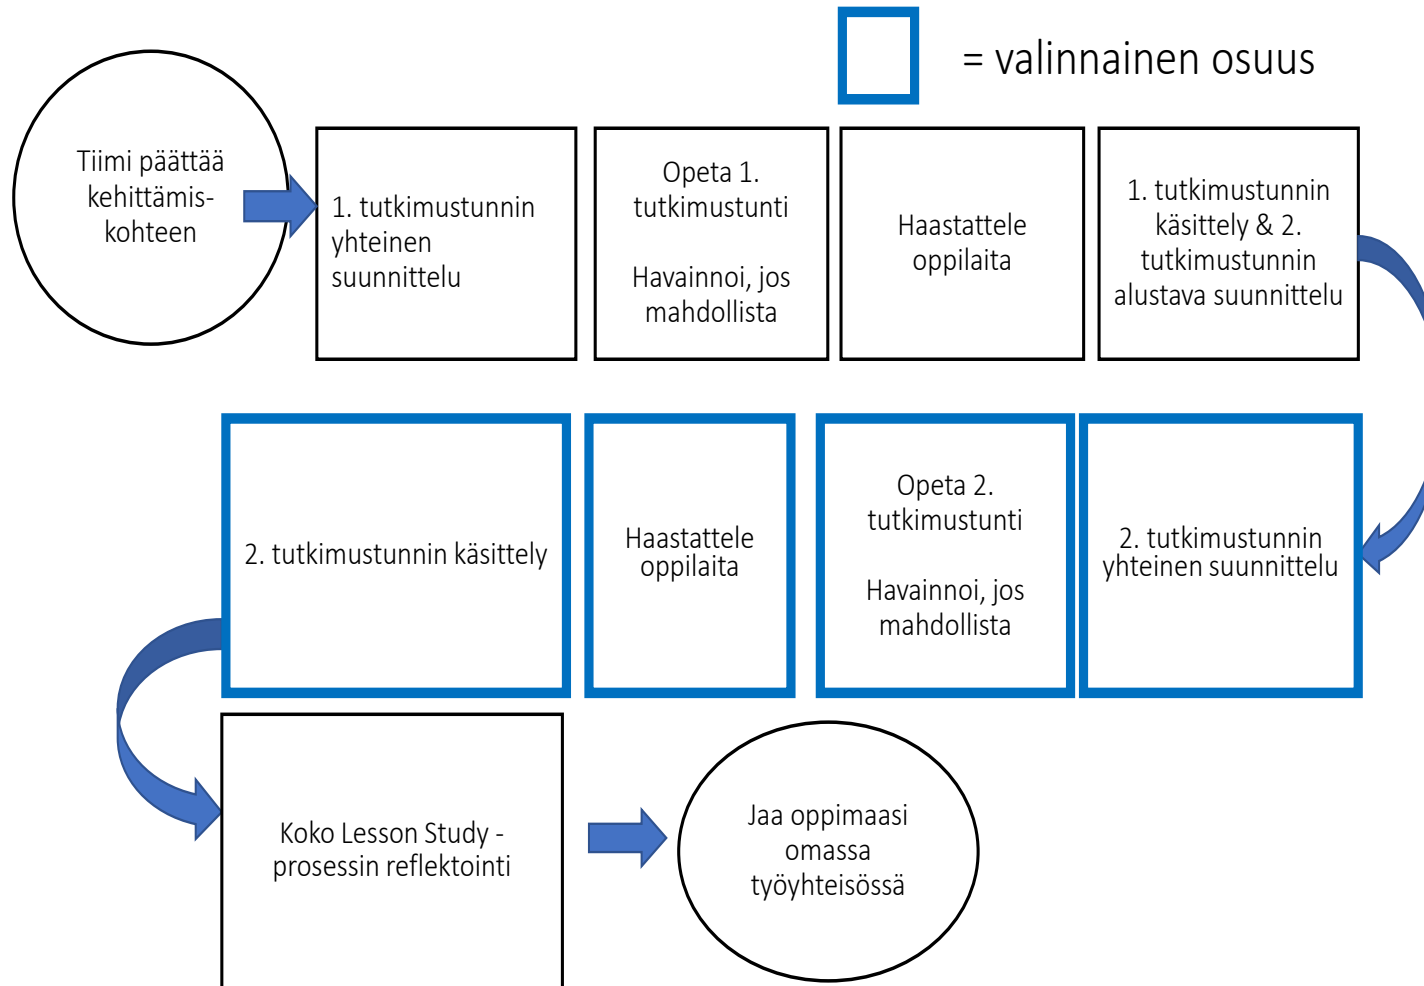 = valinnainen osuus
Tiimi päättää
kehittämis-
kohteen
1. tutkimustunnin
yhteinen
suunnittelu
Opeta 1.
tutkimustunti
Havainnoi, jos
mahdollista
Haastattele
oppilaita
1. tutkimustunnin
käsittely & 2.
tutkimustunnin
alustava suunnittelu
2. tutkimustunnin
yhteinen suunnittelu
Opeta 2.
tutkimustunti
Havainnoi, jos
mahdollista
Haastattele
oppilaita
2. tutkimustunnin käsittely
Koko Lesson Study -
prosessin reflektointi
Jaa oppimaasi
omassa
työyhteisössä